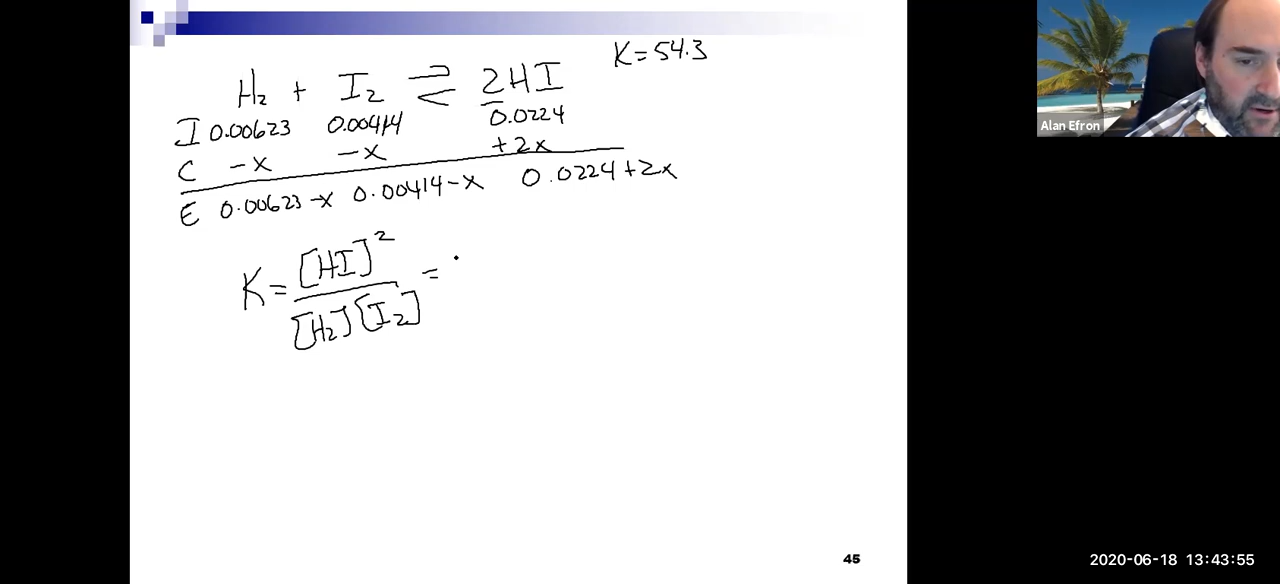 K=54.3
H₂ + I₂ ⇌ 2HI
I 0.00623 0.00414 0.0224
C -x -x +2x
E 0.00623-x 0.00414-x 0.0224+2x
K = [HI]² / [H₂][I₂] =
45
Alan Efron
2020-06-18 13:43:55